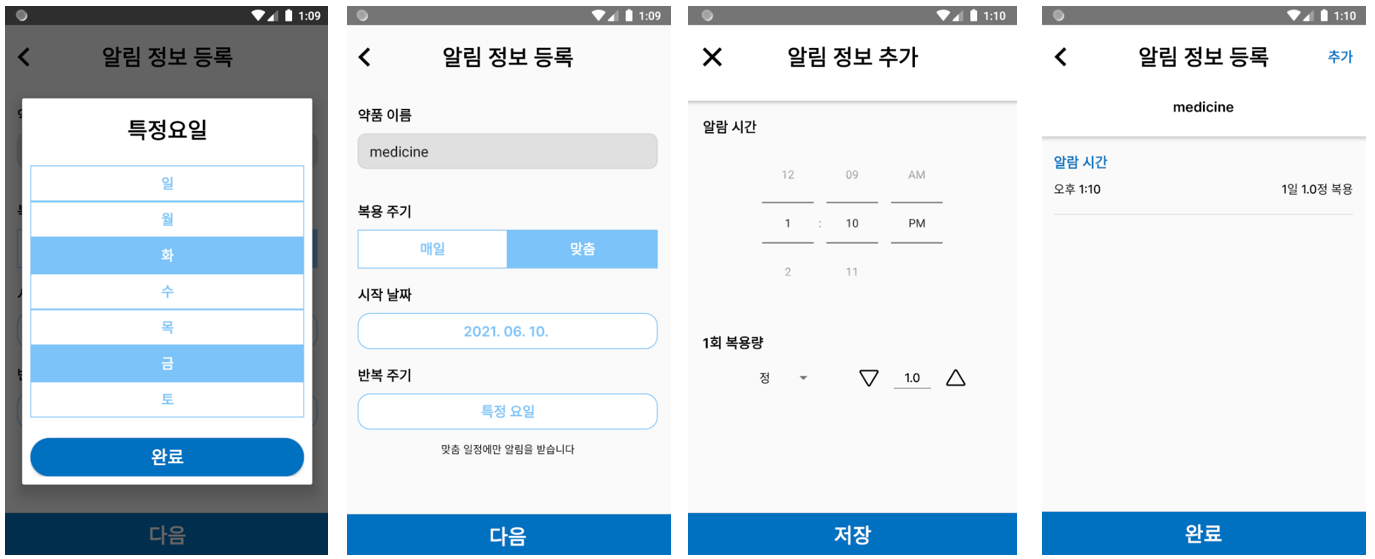 1:09
알림 정보 등록
특정요일
일
월
화
수
목
금
토
완료
다음
1:09
알림 정보 등록
약품 이름
medicine
복용 주기
매일 맞춤
시작 날짜
2021. 06. 10.
반복 주기
특정 요일
맞춤 일정에만 알림을 받습니다
다음
1:10
알림 정보 추가
알람 시간
12 09 AM
1 : 10 PM
2 11
1회 복용량
정 1.0
저장
1:10
알림 정보 등록 추가
medicine
알람 시간
오후 1:10 1일 1.0정 복용
완료